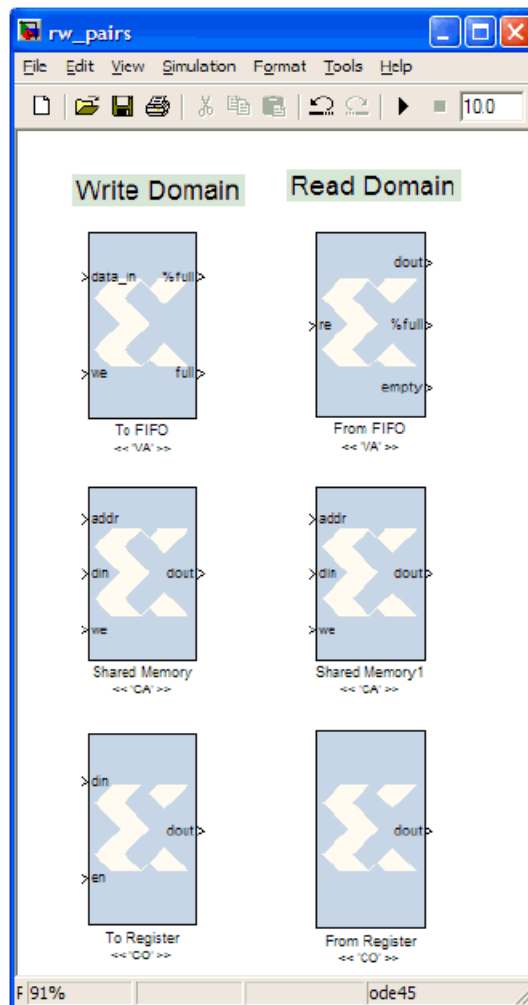 rw_pairs
File Edit View Simulation Format Tools Help
10.0
Write Domain
Read Domain
data_in
%full
we
full
To FIFO
<< 'VA' >>
dout
re
%full
empty
From FIFO
<< 'VA' >>
addr
din
dout
we
Shared Memory
<< 'CA' >>
addr
din
dout
we
Shared Memory1
<< 'CA' >>
din
dout
en
To Register
<< 'CO' >>
dout
From Register
<< 'CO' >>
F 91%
ode45